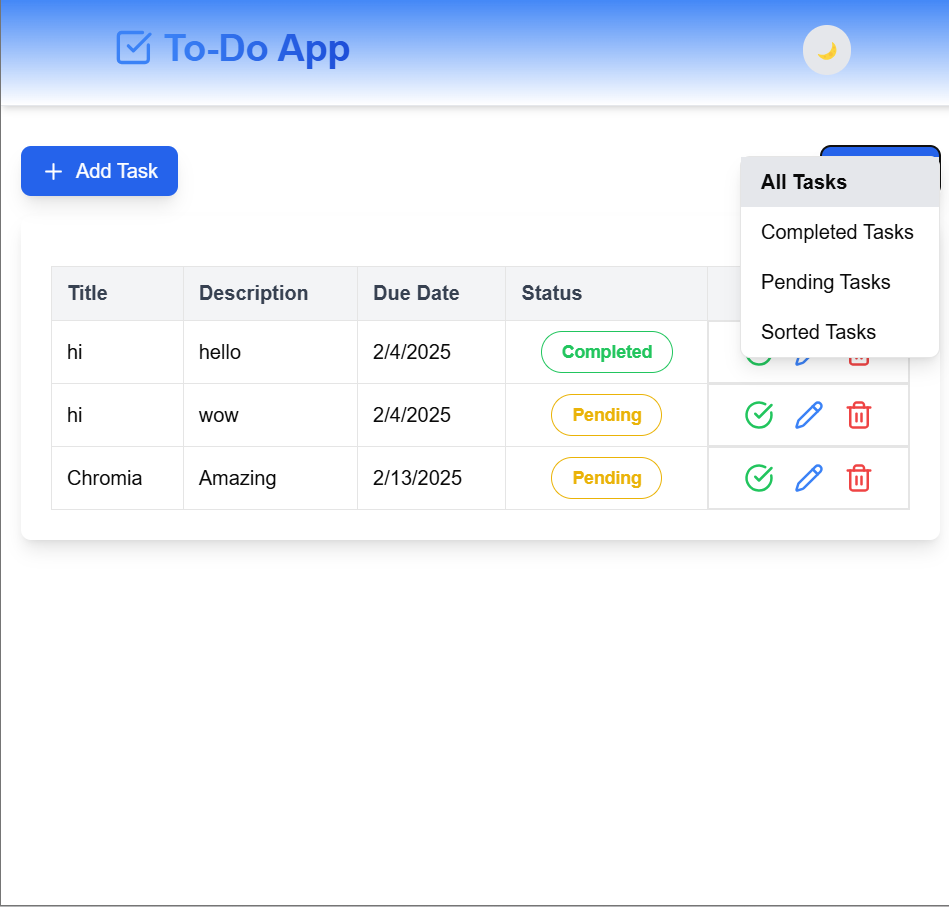 To-Do App
Add Task
All Tasks
Completed Tasks
Pending Tasks
Sorted Tasks
Title Description Due Date Status
hi hello 2/4/2025 Completed
hi wow 2/4/2025 Pending
Chromia Amazing 2/13/2025 Pending